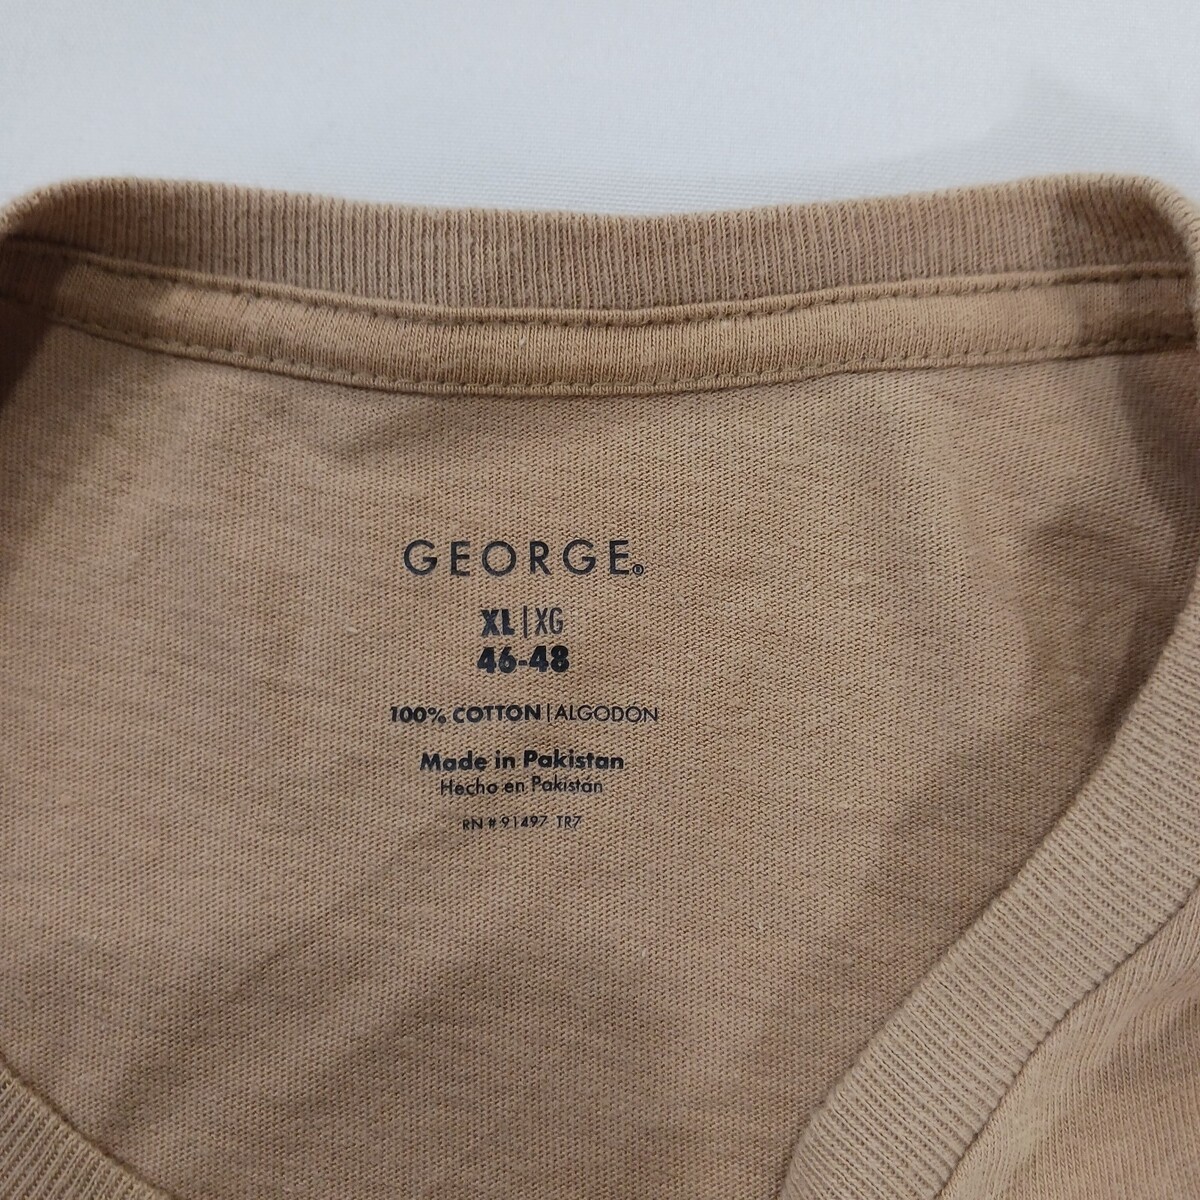 GEORGE®
XL|XG
46-48
100% COTTON|ALGODÓN
Made in Pakistan
Hecho en Pakistán
RN # 91497 TR7